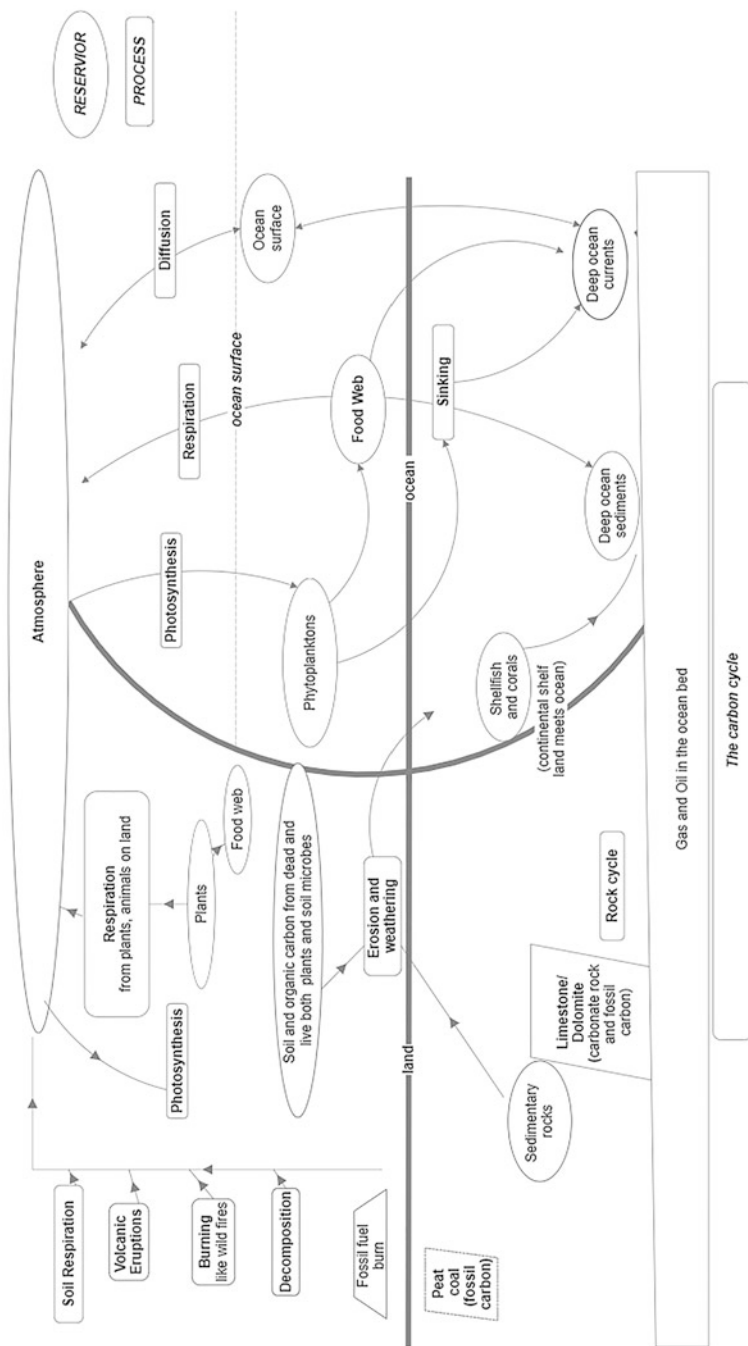 RESERVIOR
PROCESS
Atmosphere
Soil Respiration
Volcanic
Eruptions
Burning
like wild fires
Decomposition
Fossil fuel
burn
Photosynthesis
Respiration
from plants, animals on land
Plants
Food web
Soil and organic carbon from dead and
live both plants and soil microbes
Erosion and
weathering
Photosynthesis
Respiration
Diffusion
ocean surface
Ocean
surface
Phytoplanktons
Food Web
land
ocean
Sinking
Peat
coal
(fossil
carbon)
Sedimentary
rocks
Limestone/
Dolomite
(carbonate rock
and fossil
carbon)
Rock cycle
Shellfish
and corals
(continental shelf
land meets ocean)
Deep ocean
sediments
Deep ocean
currents
Gas and Oil in the ocean bed
The carbon cycle